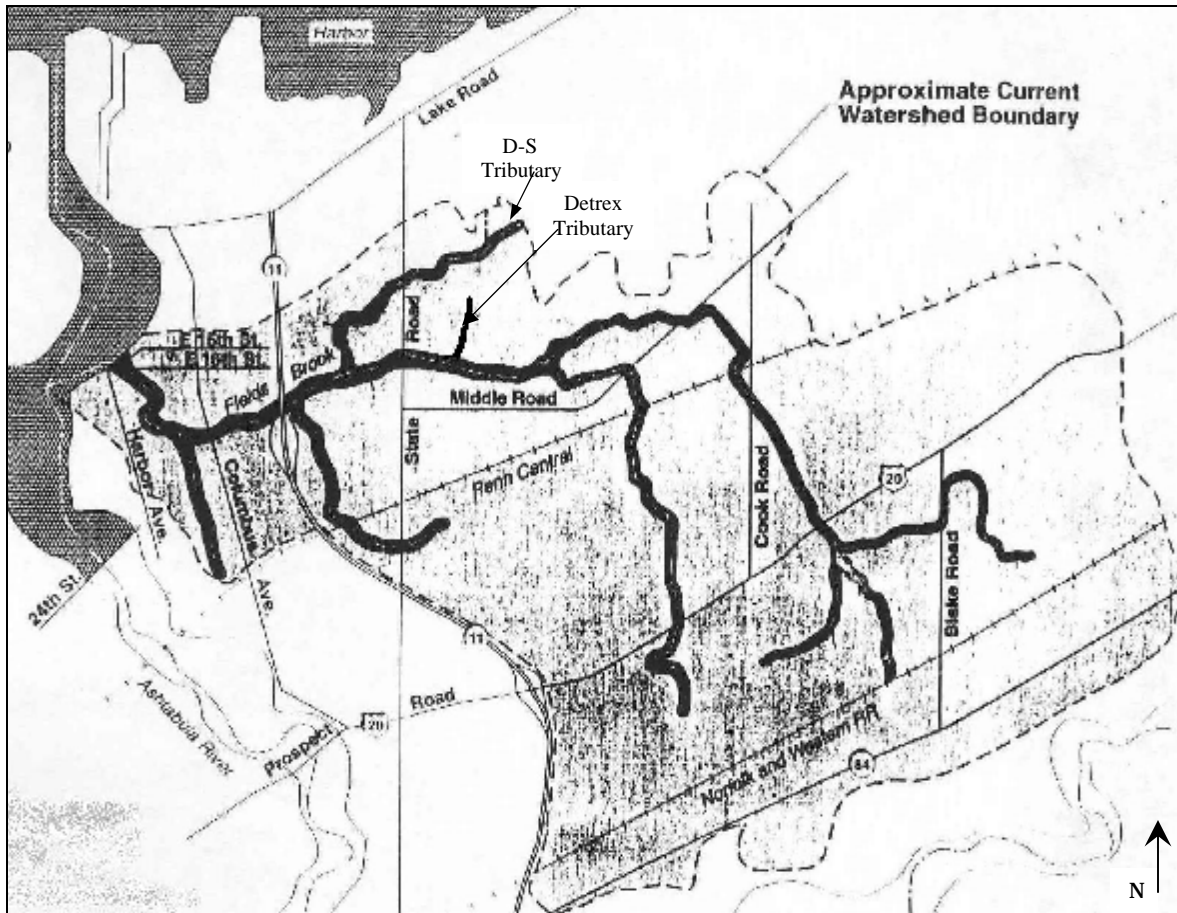 Harbor
Lake Road
Approximate Current
Watershed Boundary
D-S
Tributary
Detrex
Tributary
11
State Road
E 15th St.
E 16th St.
Fields Brook
Middle Road
Penn Central
Harbor Ave.
Columbus Ave.
Cook Road
20
Blake Road
24th St.
11
Ashtabula River
Prospect Road
20
Norfolk and Western RR
84
N